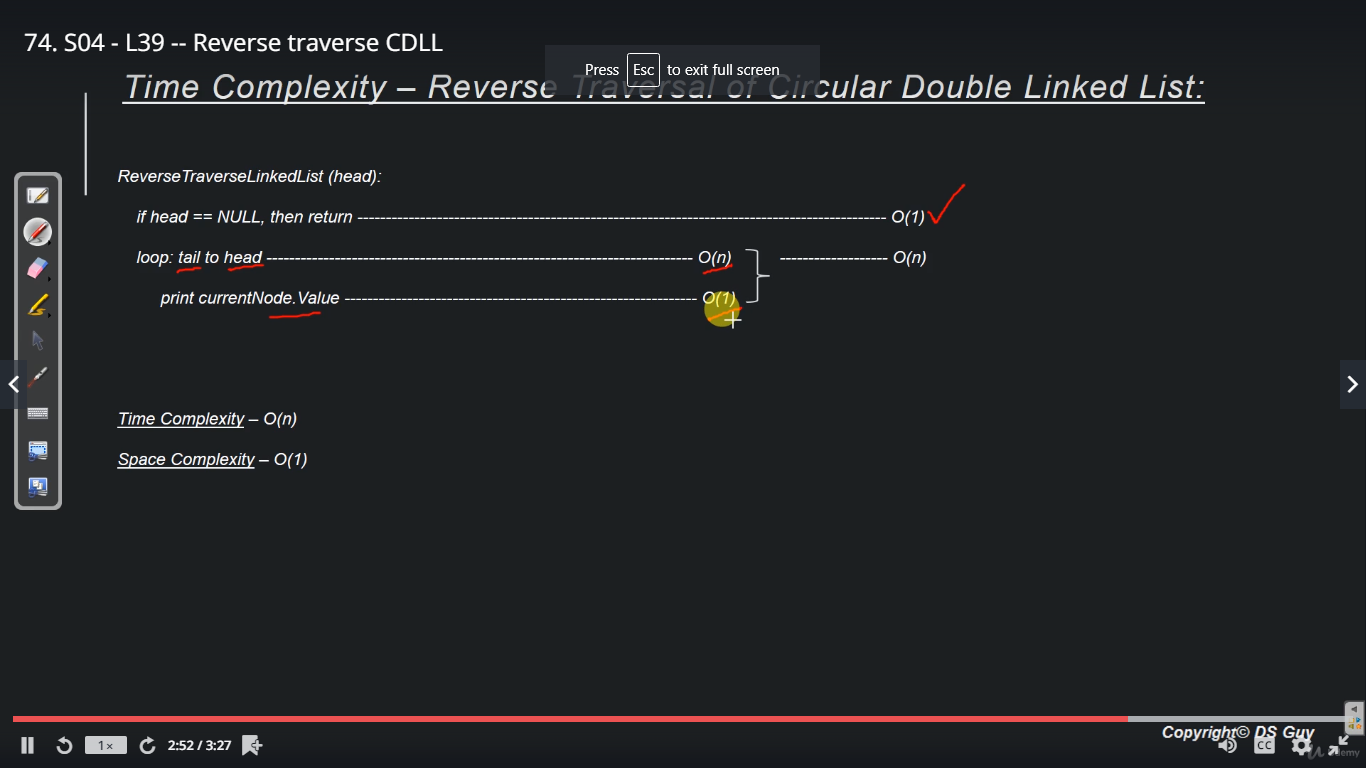 74. S04 - L39 -- Reverse traverse CDLL
Press Esc to exit full screen
Time Complexity – Reverse Traversal of Circular Double Linked List:
ReverseTraverseLinkedList (head):
if head == NULL, then return ---------------------------------------------------------------------------------------------- O(1)
loop: tail to head --------------------------------------------------------------------------- O(n) ------------------- O(n)
print currentNode.Value -------------------------------------------------------------- O(1)
Time Complexity – O(n)
Space Complexity – O(1)
Copyright© DS Guy
1× 2:52 / 3:27 CC